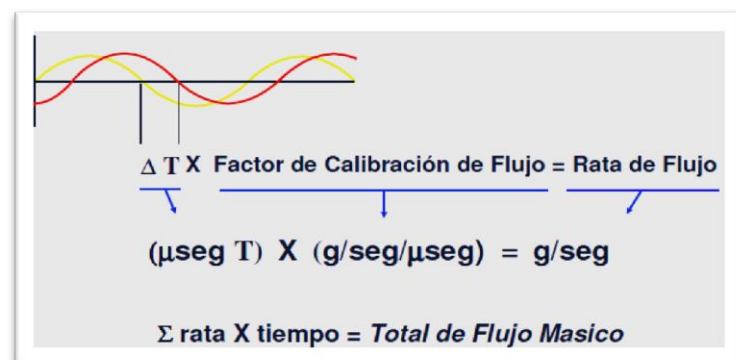 Δ T X Factor de Calibración de Flujo = Rata de Flujo
(μseg T) X (g/seg/μseg) = g/seg
Σ rata X tiempo = Total de Flujo Masico